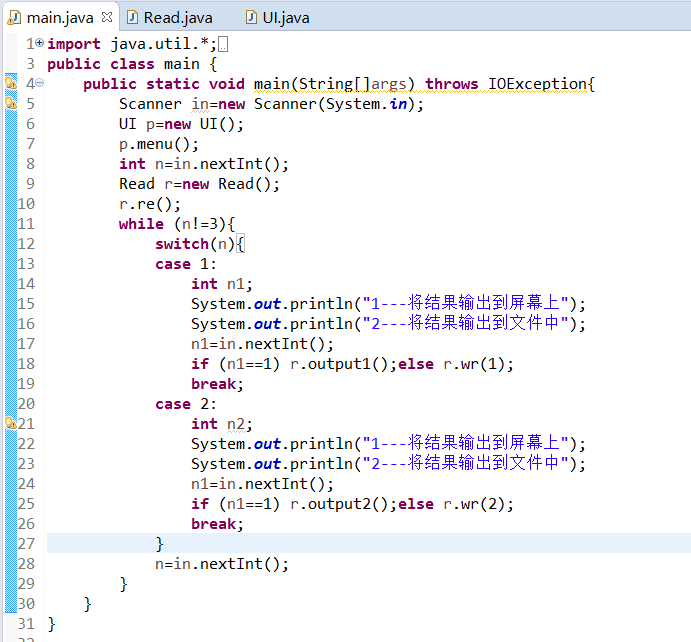 main.java Read.java UI.java
1 import java.util.*;
3 public class main {
4 public static void main(String[]args) throws IOException{
5 Scanner in=new Scanner(System.in);
6 UI p=new UI();
7 p.menu();
8 int n=in.nextInt();
9 Read r=new Read();
10 r.re();
11 while (n!=3){
12 switch(n){
13 case 1:
14 int n1;
15 System.out.println("1---将结果输出到屏幕上");
16 System.out.println("2---将结果输出到文件中");
17 n1=in.nextInt();
18 if (n1==1) r.output1();else r.wr(1);
19 break;
20 case 2:
21 int n2;
22 System.out.println("1---将结果输出到屏幕上");
23 System.out.println("2---将结果输出到文件中");
24 n1=in.nextInt();
25 if (n1==1) r.output2();else r.wr(2);
26 break;
27 }
28 n=in.nextInt();
29 }
30 }
31 }